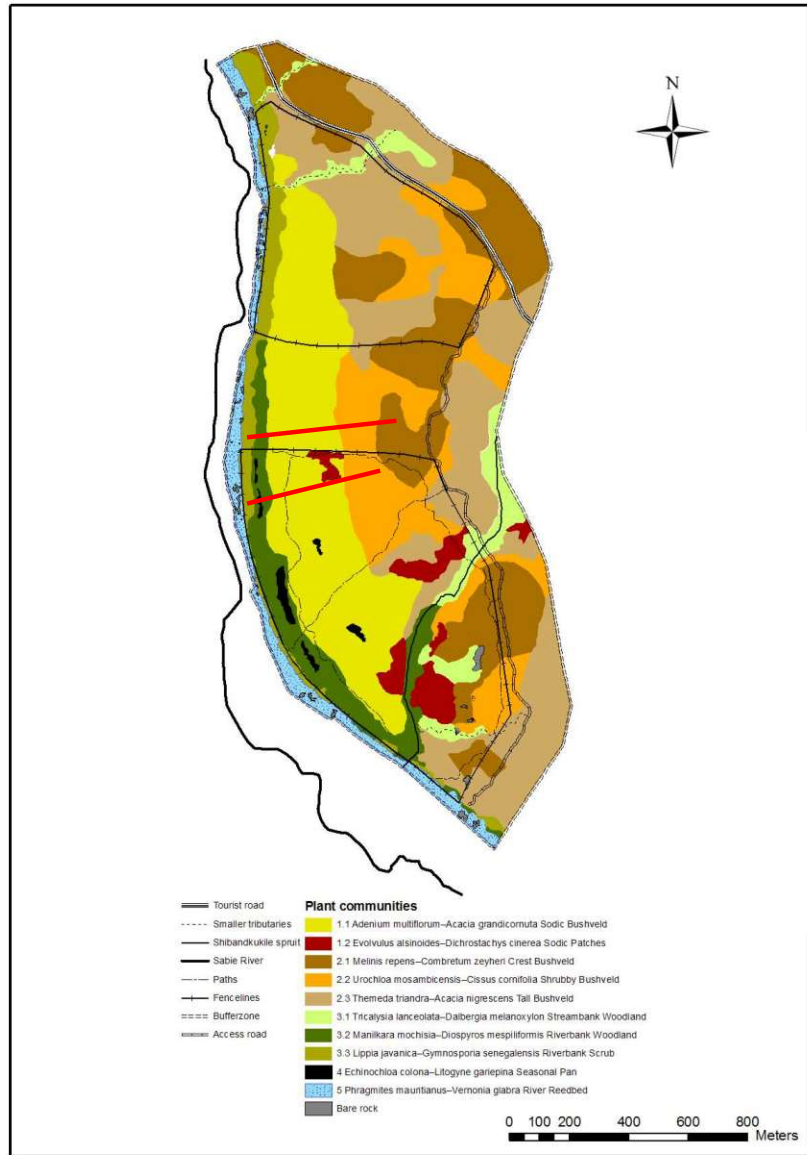 N
Tourist road
Smaller tributaries
Shibandkukile spruit
Sabie River
Paths
Fencelines
Bufferzone
Access road
Plant communities
1.1 Adenium multiflorum–Acacia grandicornuta Sodic Bushveld
1.2 Evolvulus alsinoides–Dichrostachys cinerea Sodic Patches
2.1 Melinis repens–Combretum zeyheri Crest Bushveld
2.2 Urochloa mosambicensis–Cissus cornifolia Shrubby Bushveld
2.3 Themeda triandra–Acacia nigrescens Tall Bushveld
3.1 Tricalysia lanceolata–Dalbergia melanoxylon Streambank Woodland
3.2 Manilkara mochisia–Diospyros mespiliformis Riverbank Woodland
3.3 Lippia javanica–Gymnosporia senegalensis Riverbank Scrub
4 Echinochloa colona–Litogyne gariepina Seasonal Pan
5 Phragmites mauritianus–Vernonia glabra River Reedbed
Bare rock
0 100 200 400 600 800
Meters